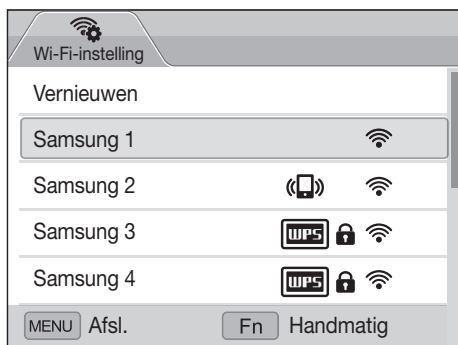 Wi-Fi-instelling
Vernieuwen
Samsung 1
Samsung 2
Samsung 3 WPS
Samsung 4 WPS
MENU Afsl. Fn Handmatig